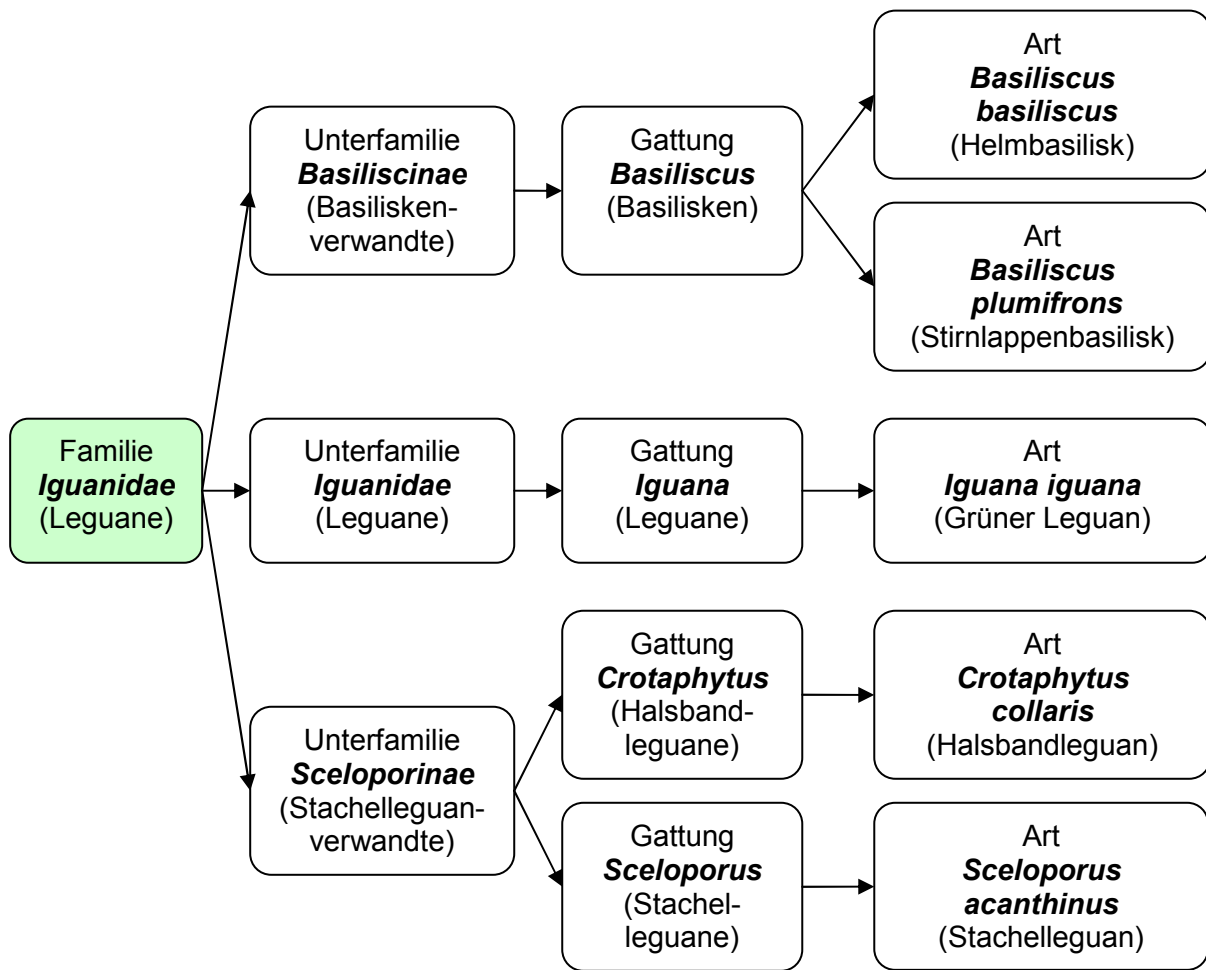 Familie
Iguanidae
(Leguane)
Unterfamilie
Basiliscinae
(Basilisken-
verwandte)
Gattung
Basiliscus
(Basilisken)
Art
Basiliscus
basiliscus
(Helmbasilisk)
Art
Basiliscus
plumifrons
(Stirnlappenbasilisk)
Unterfamilie
Iguanidae
(Leguane)
Gattung
Iguana
(Leguane)
Art
Iguana iguana
(Grüner Leguan)
Unterfamilie
Sceloporinae
(Stachelleguan-
verwandte)
Gattung
Crotaphytus
(Halsband-
leguane)
Art
Crotaphytus
collaris
(Halsbandleguan)
Gattung
Sceloporus
(Stachel-
leguane)
Art
Sceloporus
acanthinus
(Stachelleguan)